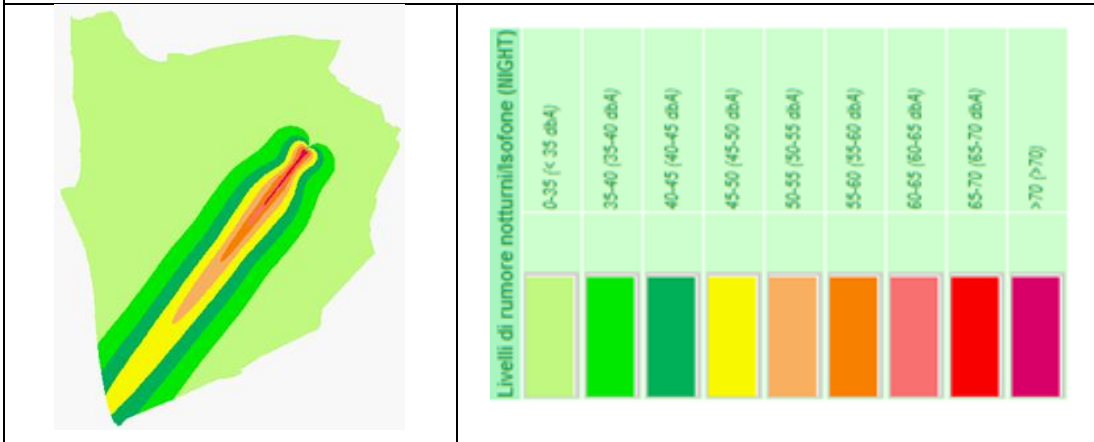 Livelli di rumore notturni/Isofone (NIGHT)
0-35 (< 35 dbA)
35-40 (35-40 dbA)
40-45 (40-45 dbA)
45-50 (45-50 dbA)
50-55 (50-55 dbA)
55-60 (55-60 dbA)
60-65 (60-65 dbA)
65-70 (65-70 dbA)
>70 (>70)